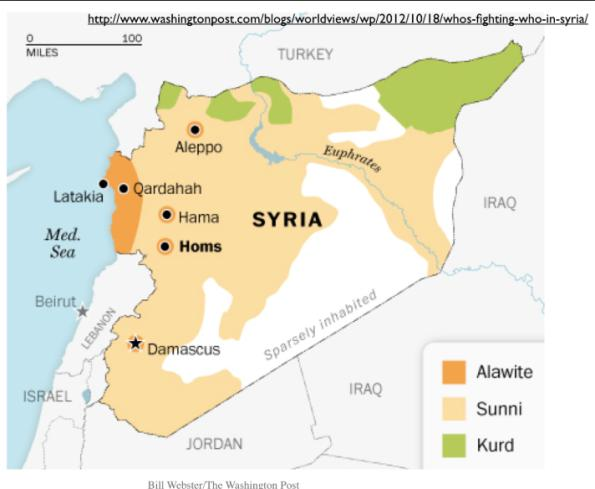 http://www.washingtonpost.com/blogs/worldviews/wp/2012/10/18/whos-fighting-who-in-syria/
0 100
MILES
TURKEY
Aleppo
Euphrates
Latakia
Qardahah
Hama
SYRIA
IRAQ
Med.
Sea
Homs
Beirut
LEBANON
Sparsely inhabited
Damascus
ISRAEL
IRAQ
JORDAN
Alawite
Sunni
Kurd
Bill Webster/The Washington Post